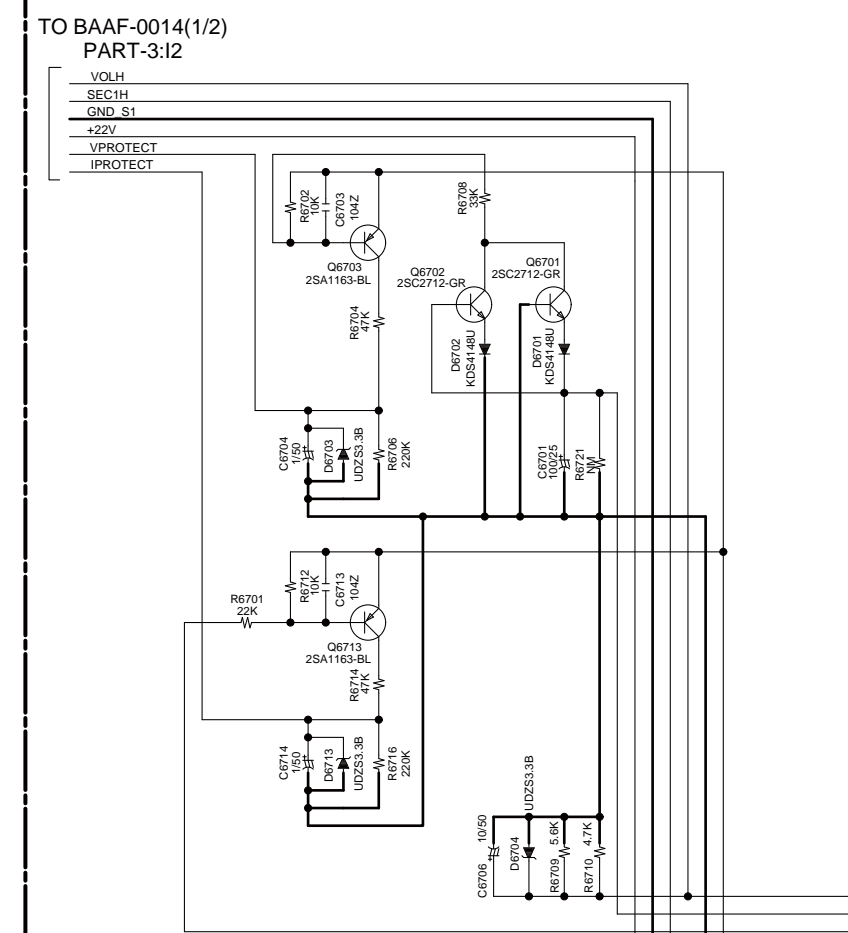 TO BAAF-0014(1/2)
PART-3:I2
VOLH
SEC1H
GND_S1
+22V
VPROTECT
IPROTECT
R6702
10K
C6703
104Z
R6708
33K
Q6703
2SA1163-BL
Q6702
2SC2712-GR
Q6701
2SC2712-GR
R6704
47K
D6702
KDS4148U
D6701
KDS4148U
C6704
1/50
+
D6703
UDZS3.3B
R6706
220K
C6701
100/25
+
R6721
NM
R6701
22K
R6712
10K
C6713
104Z
Q6713
2SA1163-BL
R6714
47K
C6714
1/50
+
D6713
UDZS3.3B
R6716
220K
UDZS3.3B
C6706
10/50
+
D6704
R6709
5.6K
R6710
4.7K